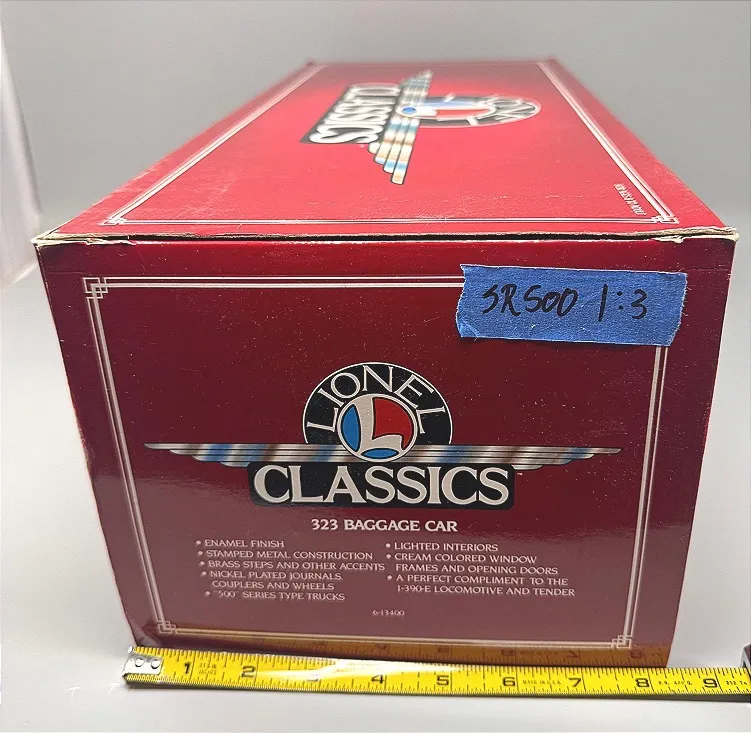 CLASSICS
SR500 1:3
LIONEL
L
CLASSICS
323 BAGGAGE CAR
• ENAMEL FINISH
• STAMPED METAL CONSTRUCTION
• BRASS STEPS AND OTHER ACCENTS
• NICKEL PLATED JOURNALS,
COUPLERS AND WHEELS
• "500" SERIES TYPE TRUCKS
• LIGHTED INTERIORS
• CREAM COLORED WINDOW
FRAMES AND OPENING DOORS
• A PERFECT COMPLIMENT TO THE
1-390-E LOCOMOTIVE AND TENDER
6-13400
1 2 3 4 5 6 7 8 9
MADE IN U.S.A.